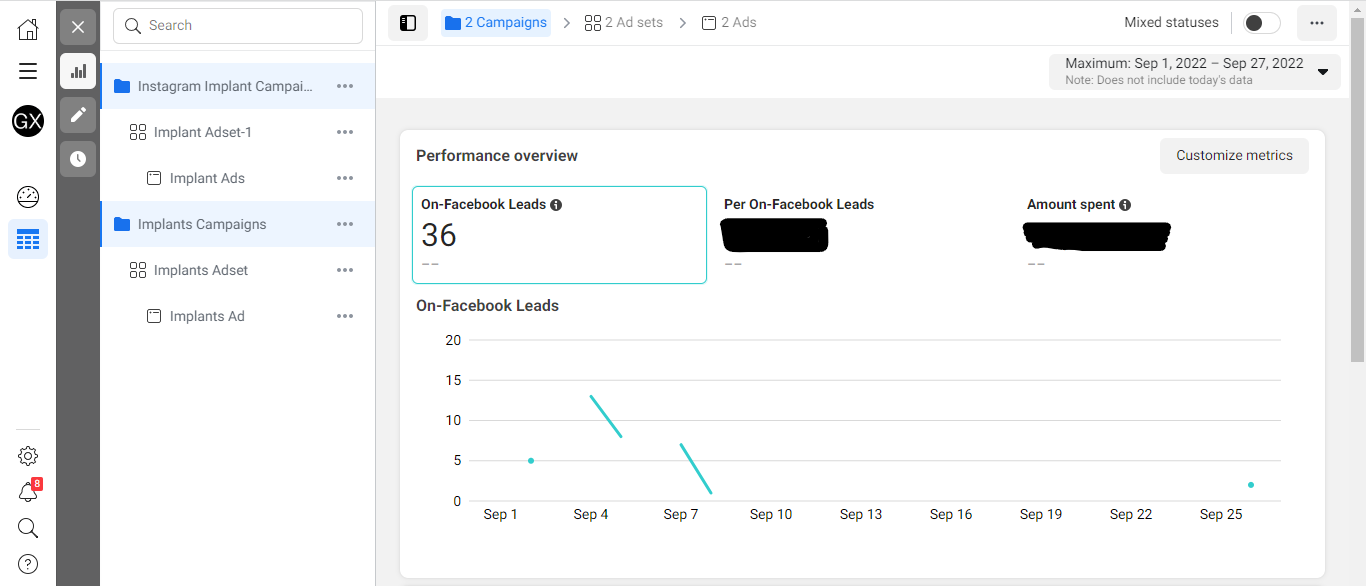 Search
2 Campaigns
2 Ad sets
2 Ads
Mixed statuses
Maximum: Sep 1, 2022 – Sep 27, 2022
Note: Does not include today's data
GX
Instagram Implant Campai...
Implant Adset-1
Implant Ads
Implants Campaigns
Implants Adset
Implants Ad
8
Performance overview
Customize metrics
On-Facebook Leads
36
––
Per On-Facebook Leads
––
Amount spent
––
On-Facebook Leads
20
15
10
5
0
Sep 1 Sep 4 Sep 7 Sep 10 Sep 13 Sep 16 Sep 19 Sep 22 Sep 25